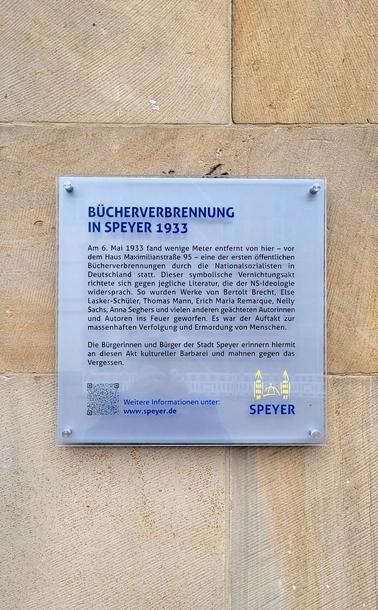 BÜCHERVERBRENNUNG
IN SPEYER 1933
Am 6. Mai 1933 fand wenige Meter entfernt von hier – vor
dem Haus Maximilianstraße 95 – eine der ersten öffentlichen
Bücherverbrennungen durch die Nationalsozialisten in
Deutschland statt. Dieser symbolische Vernichtungsakt
richtete sich gegen jegliche Literatur, die der NS-Ideologie
widersprach. So wurden Werke von Bertolt Brecht, Else
Lasker-Schüler, Thomas Mann, Erich Maria Remarque, Nelly
Sachs, Anna Seghers und vielen anderen geächteten Autorinnen
und Autoren ins Feuer geworfen. Es war der Auftakt zur
massenhaften Verfolgung und Ermordung von Menschen.
Die Bürgerinnen und Bürger der Stadt Speyer erinnern hiermit
an diesen Akt kultureller Barbarei und mahnen gegen das
Vergessen.
Weitere Informationen unter:
www.speyer.de
SPEYER